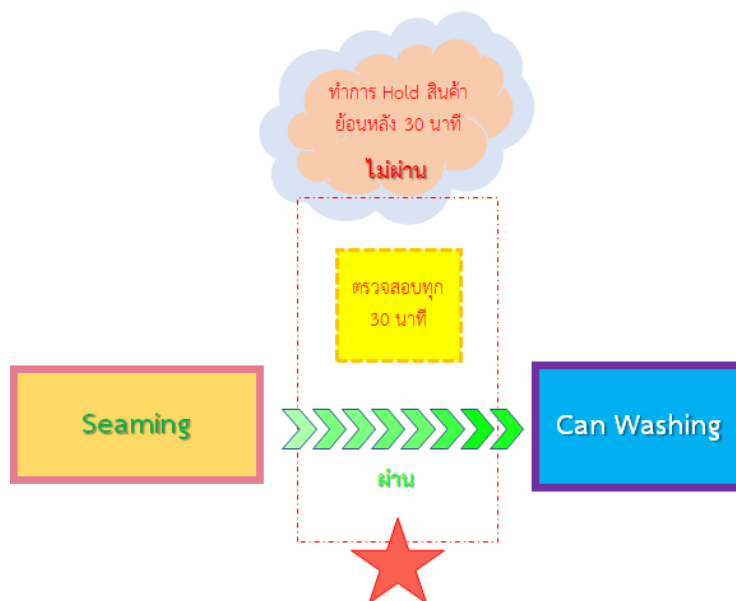 ทำการ Hold สินค้า
ย้อนหลัง 30 นาที
ไม่ผ่าน
ตรวจสอบทุก
30 นาที
Seaming
Can Washing
ผ่าน